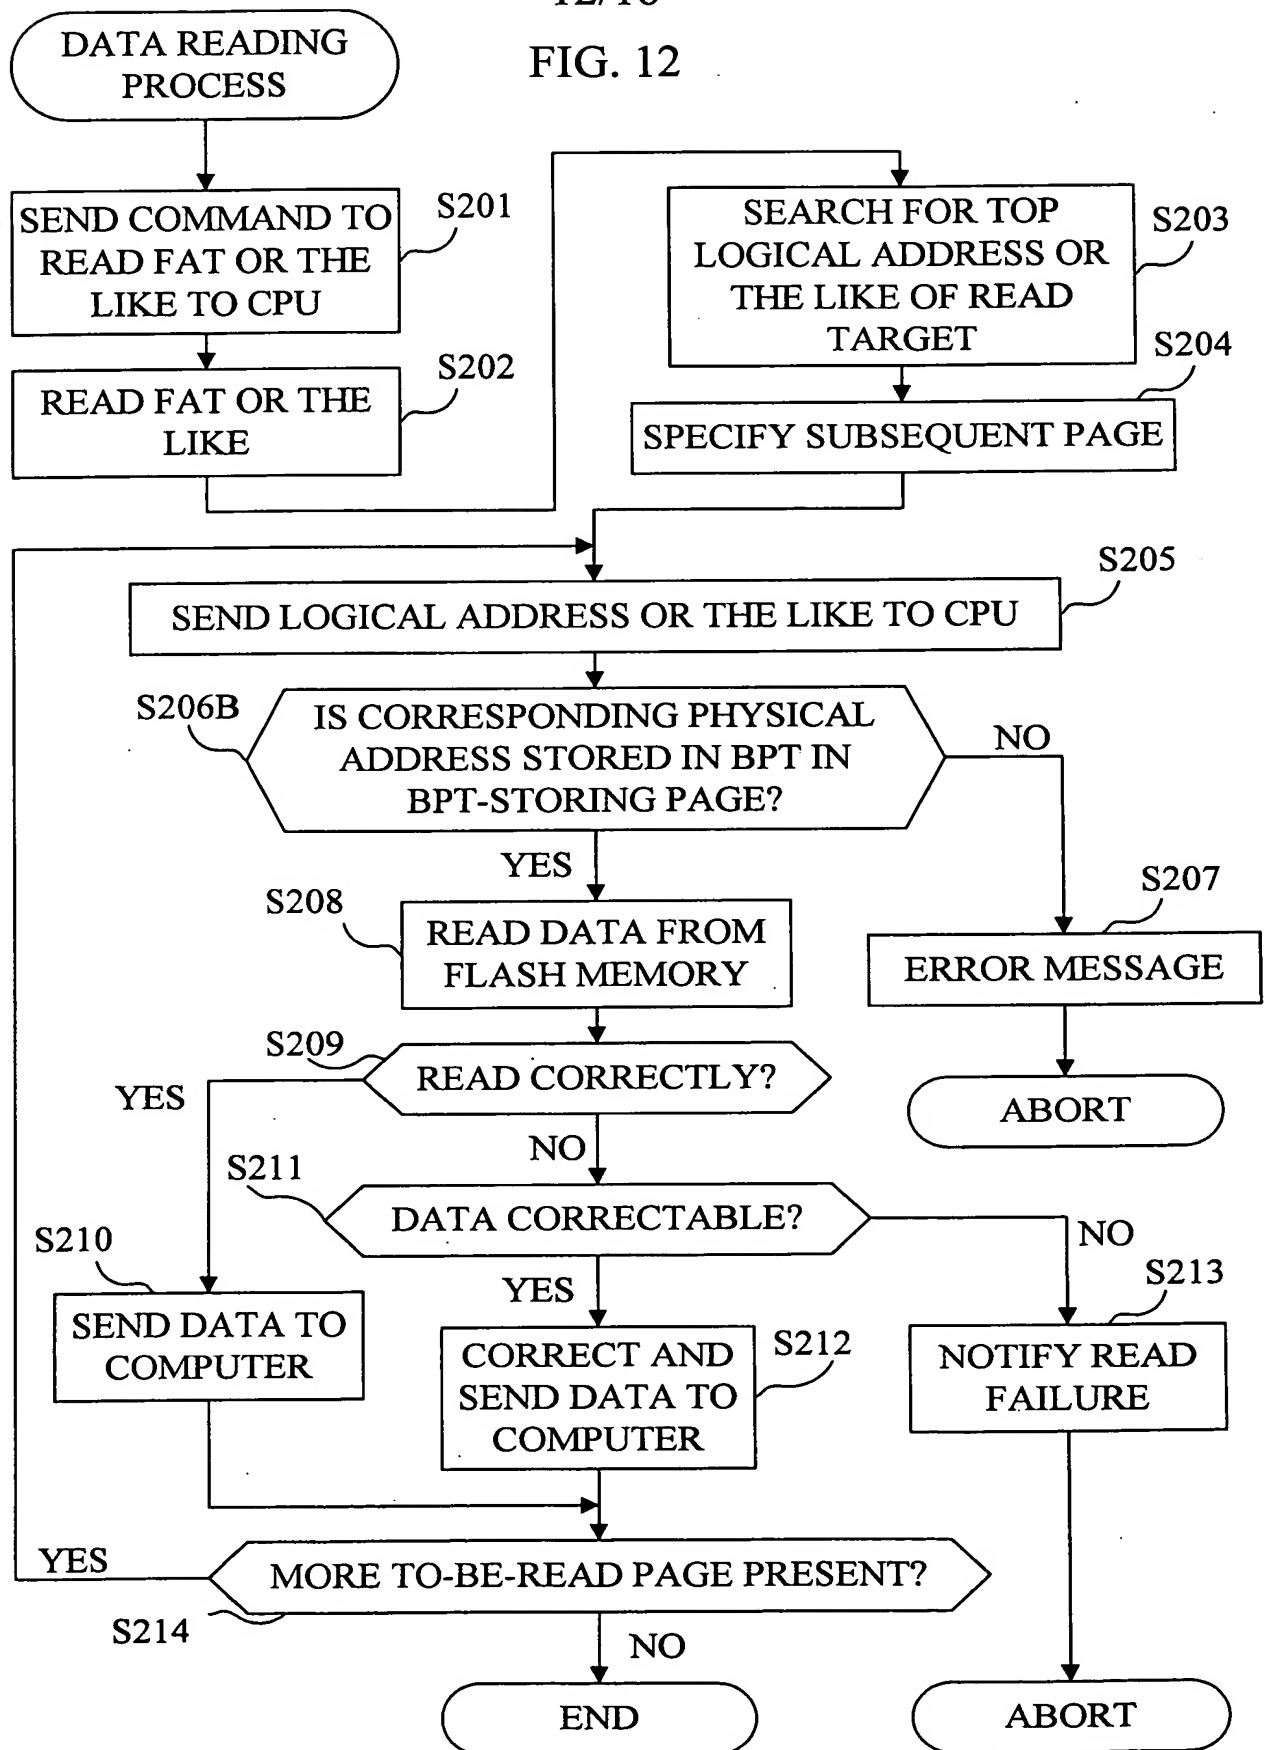 DATA READING
PROCESS
FIG. 12
SEND COMMAND TO
READ FAT OR THE
LIKE TO CPU
S201
READ FAT OR THE
LIKE
S202
SEARCH FOR TOP
LOGICAL ADDRESS OR
THE LIKE OF READ
TARGET
S203
S204
SPECIFY SUBSEQUENT PAGE
S205
SEND LOGICAL ADDRESS OR THE LIKE TO CPU
S206B
IS CORRESPONDING PHYSICAL
ADDRESS STORED IN BPT IN
BPT-STORING PAGE?
NO
YES
S207
ERROR MESSAGE
ABORT
S208
READ DATA FROM
FLASH MEMORY
S209
READ CORRECTLY?
YES
NO
S211
DATA CORRECTABLE?
NO
YES
S210
SEND DATA TO
COMPUTER
CORRECT AND
SEND DATA TO
COMPUTER
S212
S213
NOTIFY READ
FAILURE
YES
MORE TO-BE-READ PAGE PRESENT?
S214
NO
END
ABORT